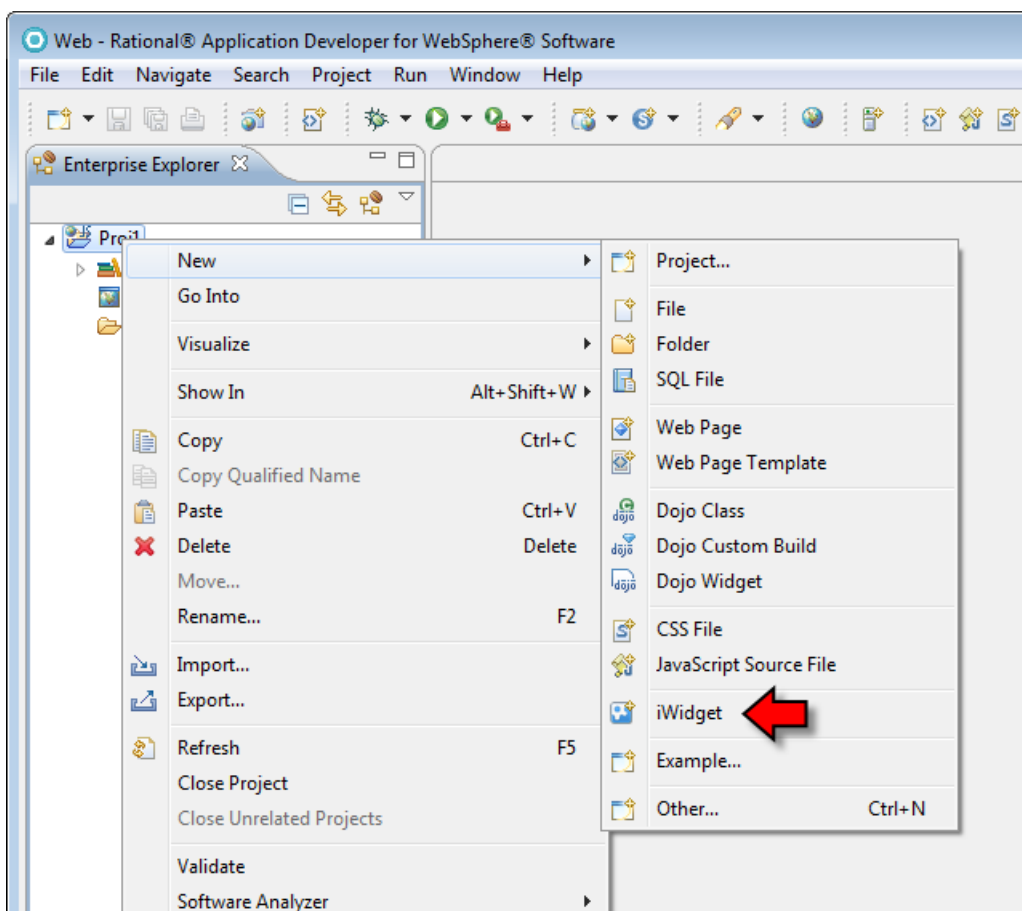 Web - Rational® Application Developer for WebSphere® Software
File Edit Navigate Search Project Run Window Help
Enterprise Explorer
Proj1
New
Go Into
Visualize
Show In Alt+Shift+W
Copy Ctrl+C
Copy Qualified Name
Paste Ctrl+V
Delete Delete
Move...
Rename... F2
Import...
Export...
Refresh F5
Close Project
Close Unrelated Projects
Validate
Software Analyzer
Project...
File
Folder
SQL File
Web Page
Web Page Template
Dojo Class
Dojo Custom Build
Dojo Widget
CSS File
JavaScript Source File
iWidget
Example...
Other... Ctrl+N